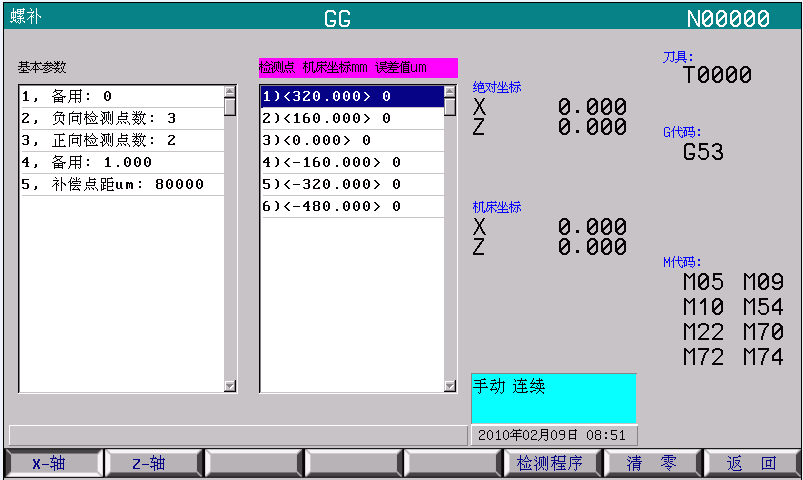 螺补 GG N00000
基本参数
1, 备用: 0
2, 负向检测点数: 3
3, 正向检测点数: 2
4, 备用: 1.000
5, 补偿点距um: 80000
检测点 机床坐标mm 误差值um
1)<320.000> 0
2)<160.000> 0
3)<0.000> 0
4)<-160.000> 0
5)<-320.000> 0
6)<-480.000> 0
绝对坐标
X 0.000
Z 0.000
机床坐标
X 0.000
Z 0.000
刀具:
T0000
G代码:
G53
M代码:
M05 M09
M10 M54
M22 M70
M72 M74
手动 连续
2010年02月09日 08:51
X-轴 Z-轴 检测程序 清 零 返 回